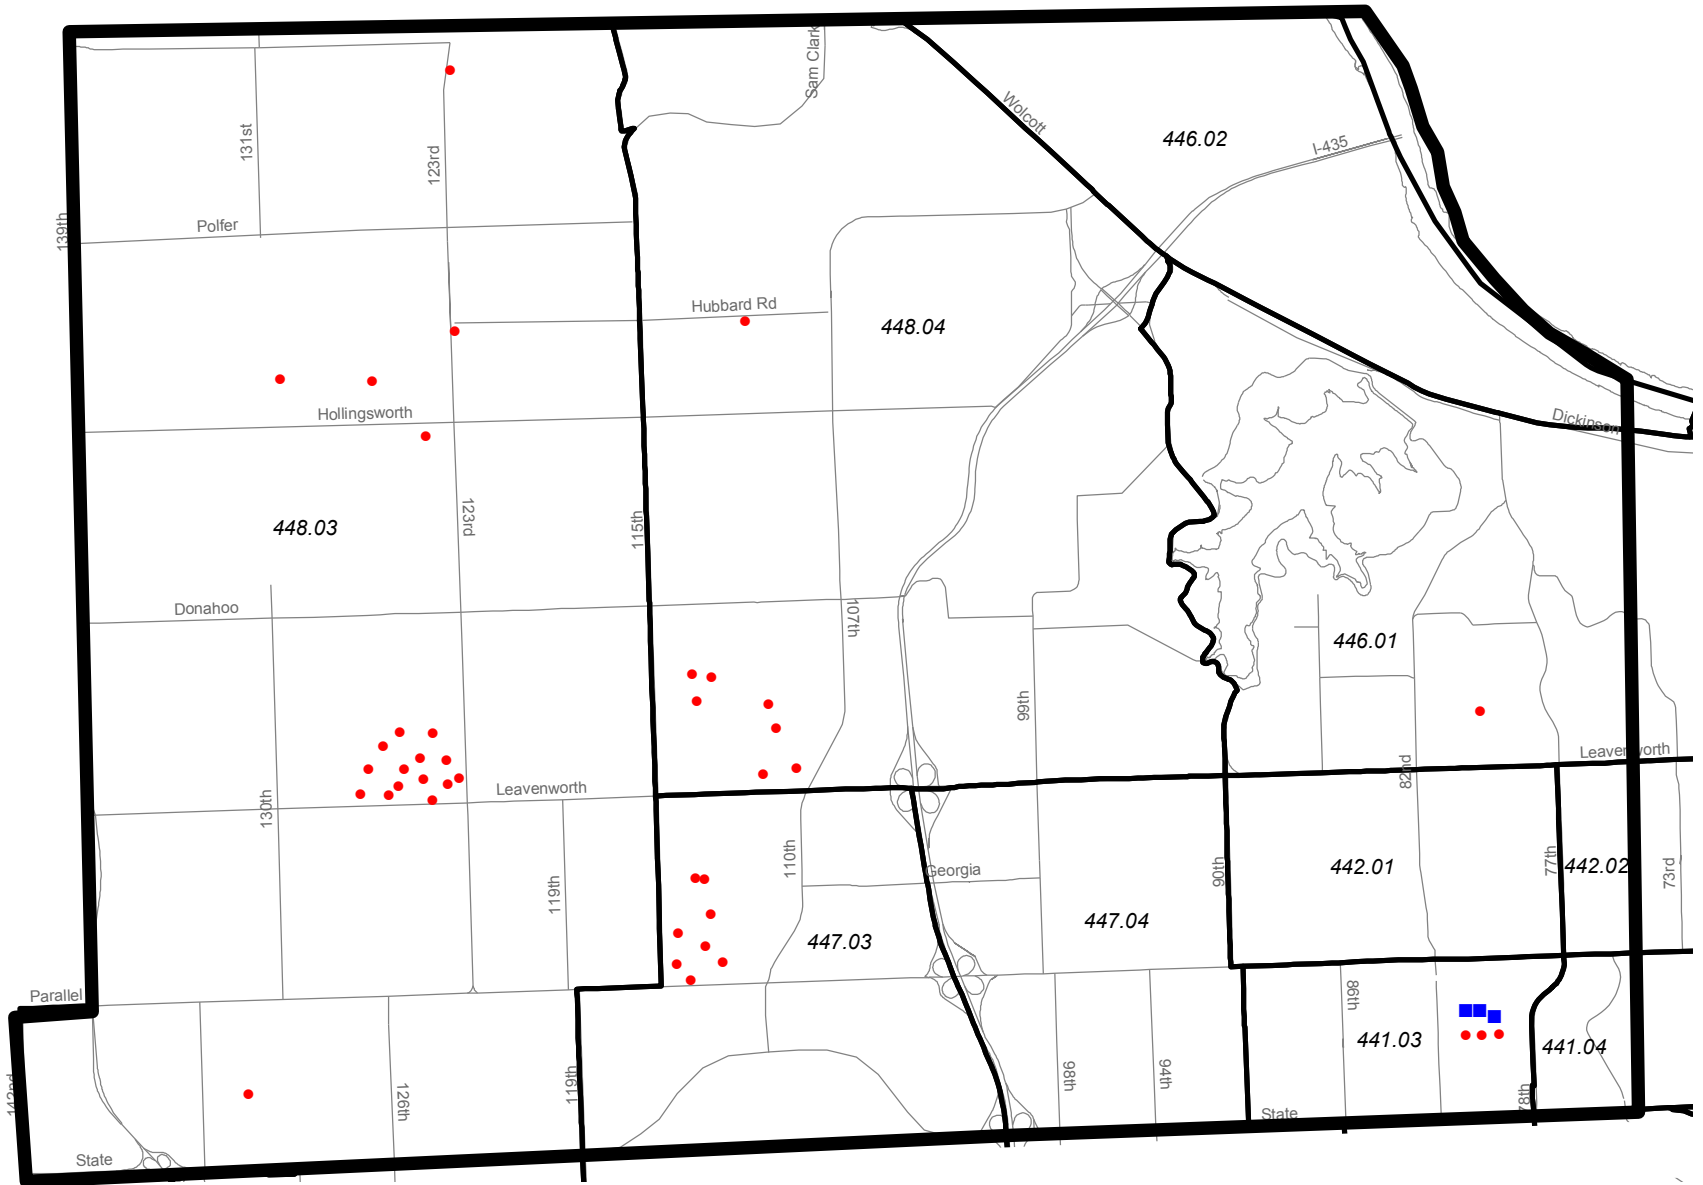 Sam Clark
Wolcott
131st
123rd
446.02
I-435
139th
Polfer
Hubbard Rd
448.04
Hollingsworth
Dickinson
123rd
448.03
115th
Donahoo
107th
446.01
99th
Leavenworth
82nd
Leavenworth
130th
110th
Georgia
90th
442.01
77th
442.02
73rd
119th
447.03
447.04
Parallel
86th
441.03
441.04
142nd
126th
119th
98th
94th
78th
State
State